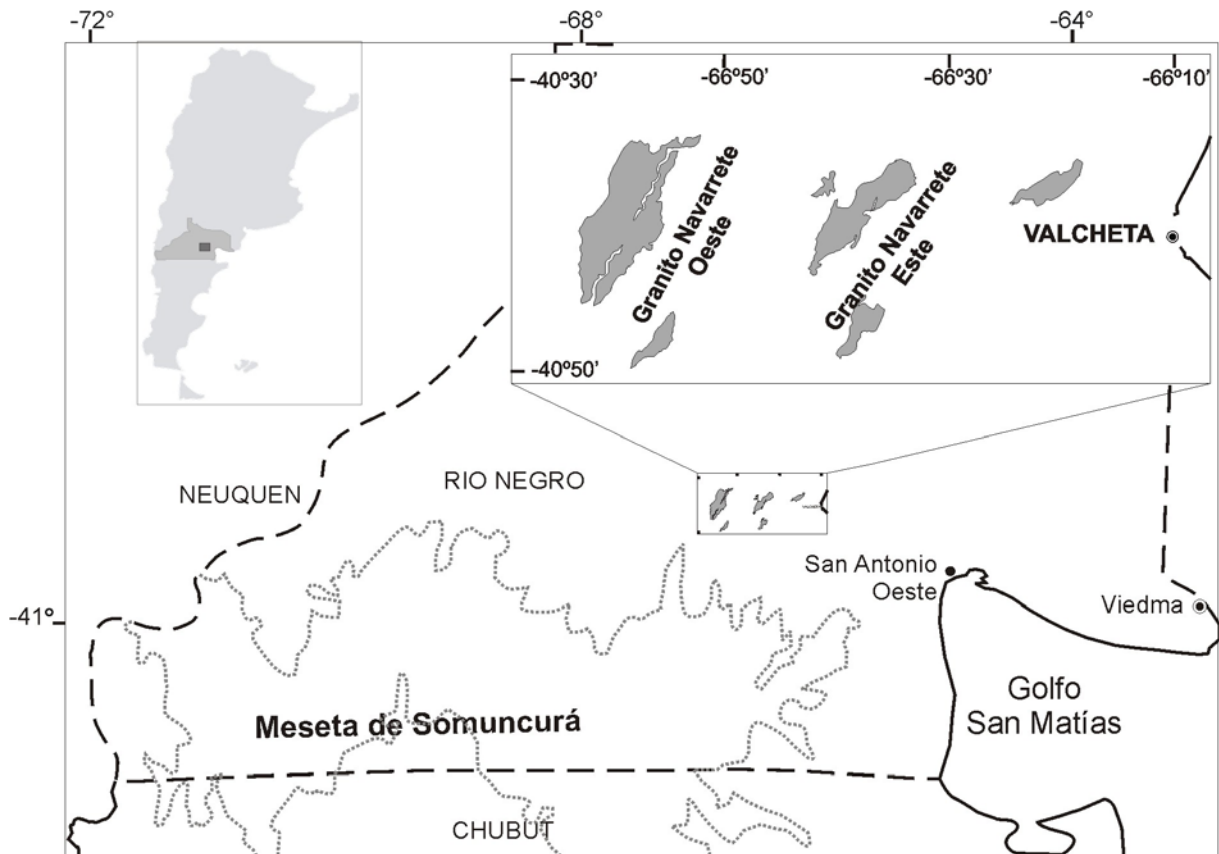 -72°
-68°
-64°
-40º30’
-66º50’
-66º30’
-66º10’
Granito Navarrete
Oeste
Granito Navarrete
Este
VALCHETA
-40º50’
NEUQUEN
RIO NEGRO
VALCHETA
San Antonio
Oeste
Viedma
-41°
Golfo
San Matías
Meseta de Somuncurá
CHUBUT